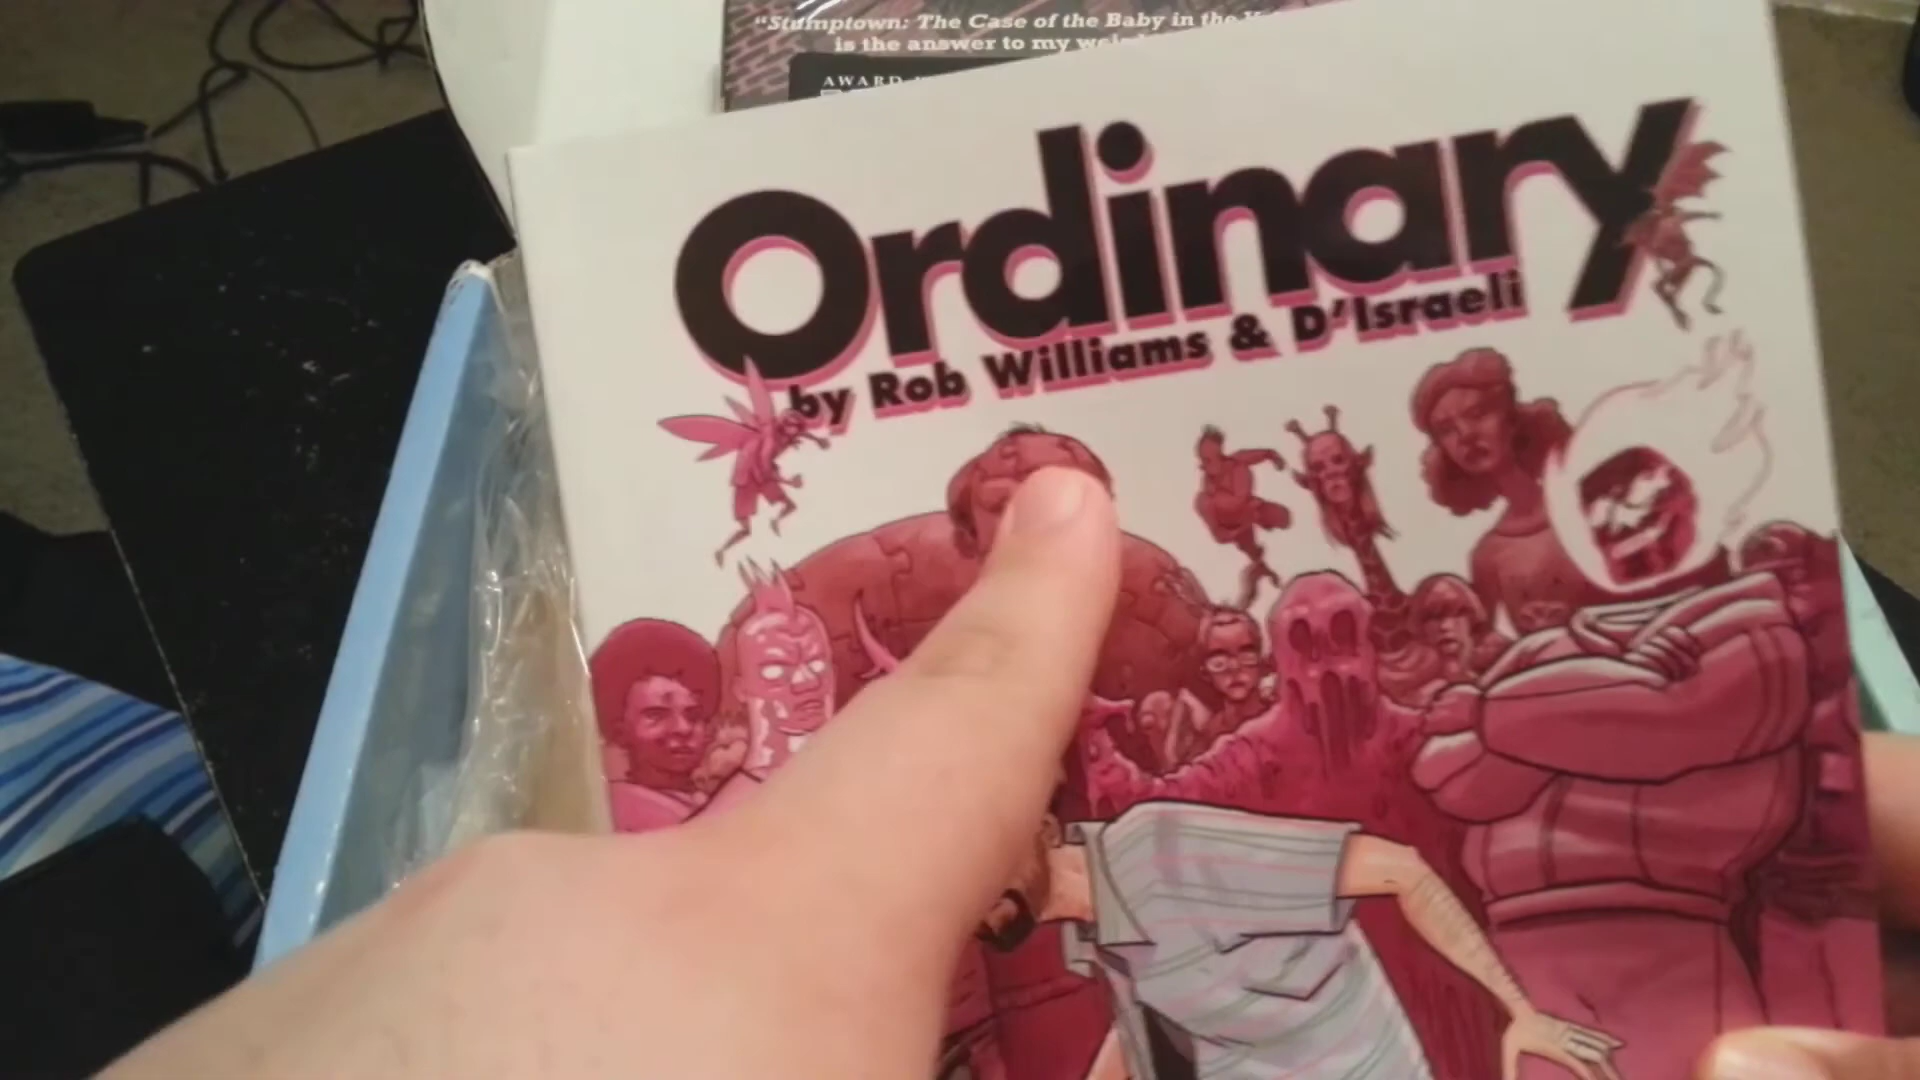 “Stumptown: The Case of the Baby in the
is the answer to my
AWARD
Ordinary
by Rob Williams & D'Israeli